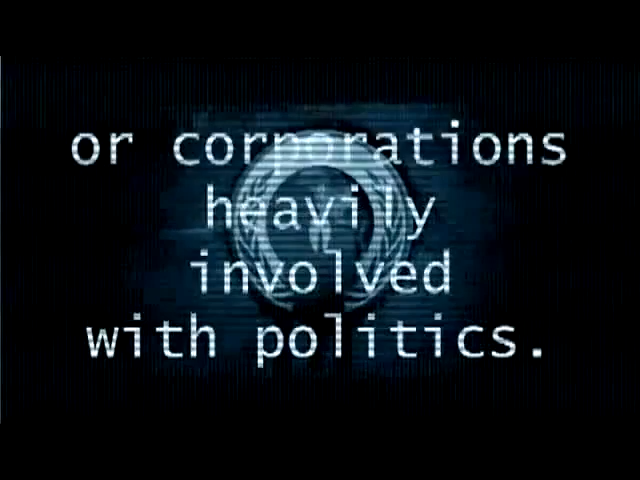 or corporations
heavily
involved
with politics.